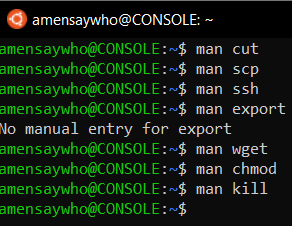 amensaywho@CONSOLE: ~
amensaywho@CONSOLE:~$ man cut
amensaywho@CONSOLE:~$ man scp
amensaywho@CONSOLE:~$ man ssh
amensaywho@CONSOLE:~$ man export
No manual entry for export
amensaywho@CONSOLE:~$ man wget
amensaywho@CONSOLE:~$ man chmod
amensaywho@CONSOLE:~$ man kill
amensaywho@CONSOLE:~$